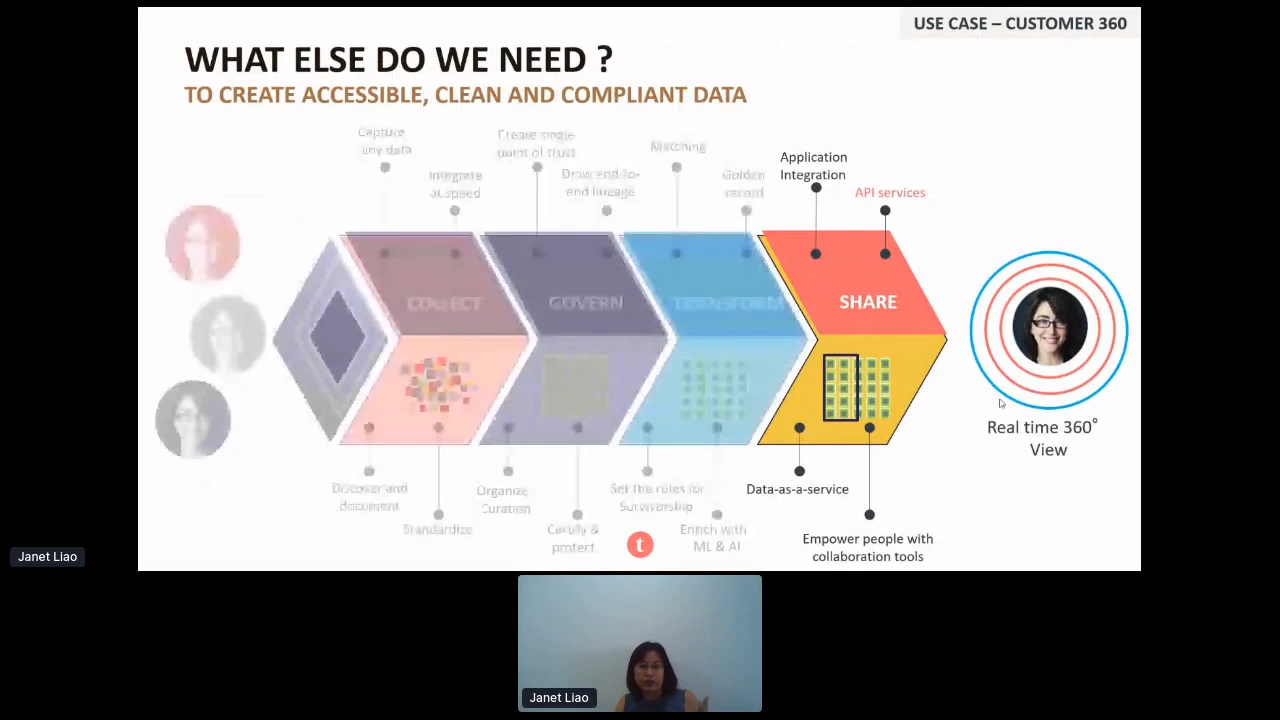 USE CASE – CUSTOMER 360
WHAT ELSE DO WE NEED ?
TO CREATE ACCESSIBLE, CLEAN AND COMPLIANT DATA
Capture
any data
Integrate
at speed
Create single
point of trust
Draw end-to-
end lineage
Matching
Golden
record
Application
Integration
API services
COLLECT
GOVERN
TRANSFORM
SHARE
Real time 360°
View
Discover and
document
Standardize
Organize
Curation
Certify &
protect
Set the rules for
Survivorship
Enrich with
ML & AI
Data-as-a-service
Empower people with
collaboration tools
t
Janet Liao
Janet Liao